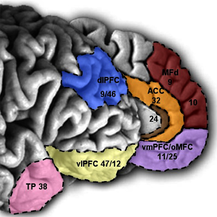 dlPFC
9/46
MFd
ACC
32
10
24
vmPFC/oMFC
11/25
vlPFC 47/12
TP 38